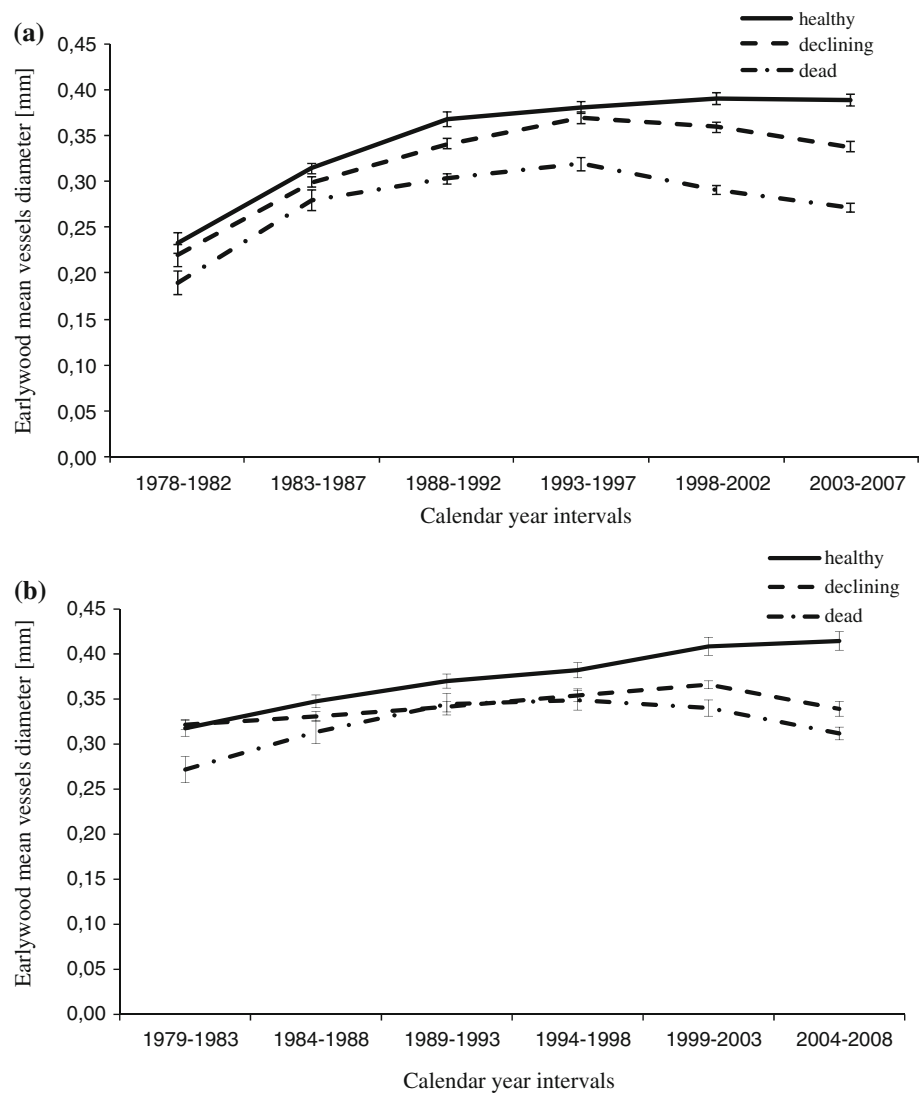 (a)
healthy
declining
dead
Earlywood mean vessels diameter [mm]
0,45
0,40
0,35
0,30
0,25
0,20
0,15
0,10
0,05
0,00
1978-1982 1983-1987 1988-1992 1993-1997 1998-2002 2003-2007
Calendar year intervals
(b)
healthy
declining
dead
Earlywood mean vessels diameter [mm]
0,45
0,40
0,35
0,30
0,25
0,20
0,15
0,10
0,05
0,00
1979-1983 1984-1988 1989-1993 1994-1998 1999-2003 2004-2008
Calendar year intervals